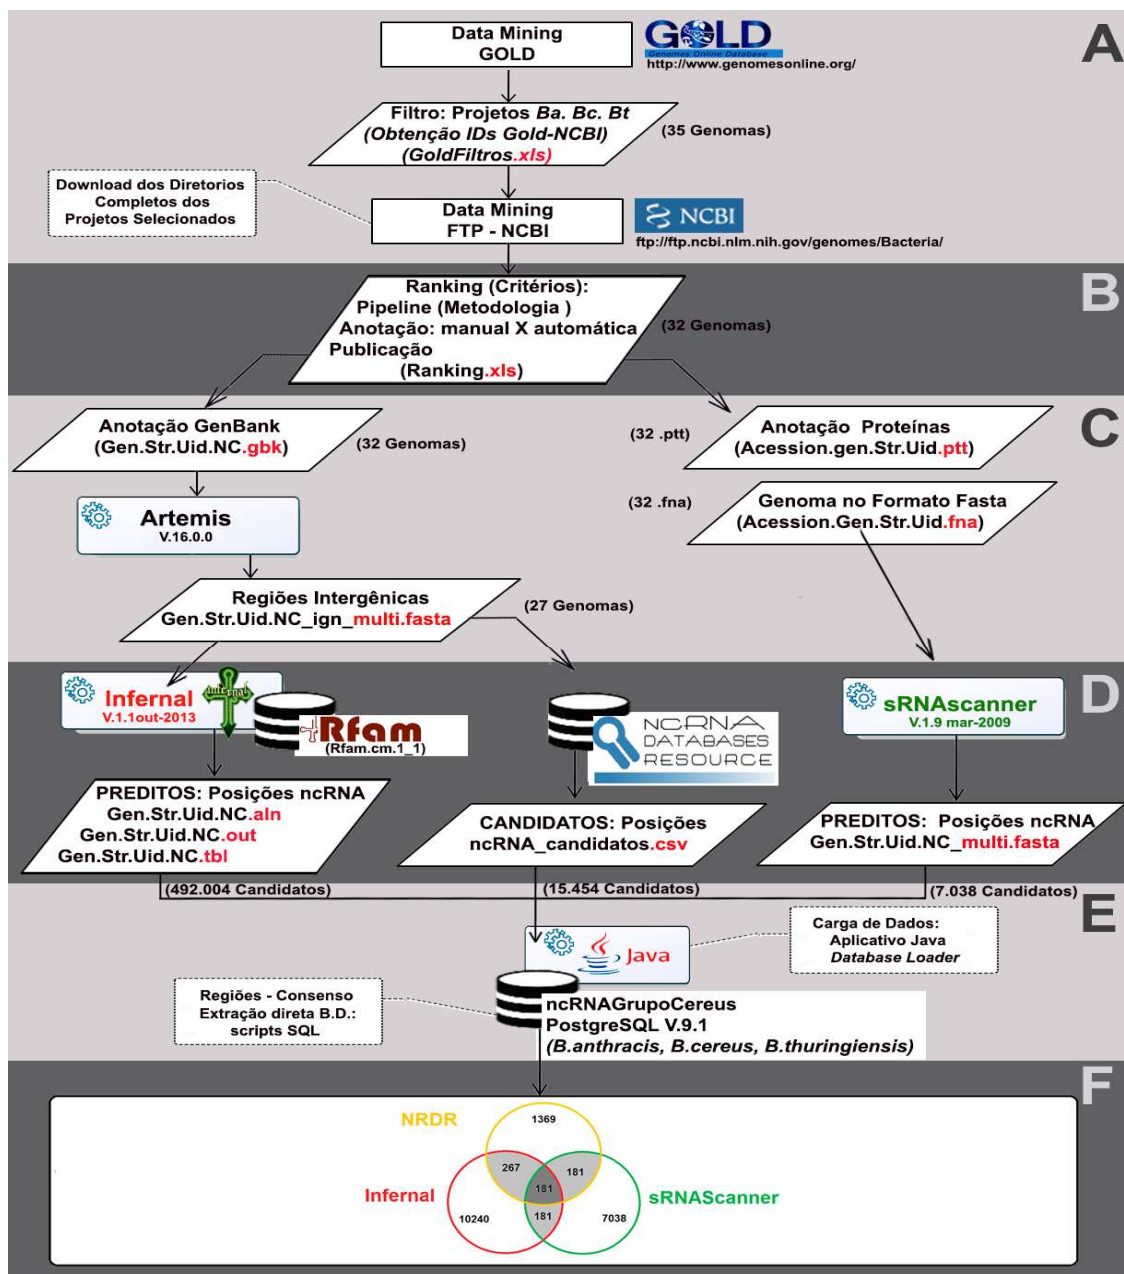 A
Data Mining
GOLD
GOLD
Genomes Online Database
http://www.genomesonline.org/
Filtro: Projetos Ba. Bc. Bt
(Obtenção IDs Gold-NCBI)
(GoldFiltros.xls)
(35 Genomas)
Download dos Diretorios
Completos dos
Projetos Selecionados
Data Mining
FTP - NCBI
NCBI
ftp://ftp.ncbi.nlm.nih.gov/genomes/Bacteria/
B
Ranking (Critérios):
Pipeline (Metodologia )
Anotação: manual X automática
Publicação
(Ranking.xls)
(32 Genomas)
C
Anotação GenBank
(Gen.Str.Uid.NC.gbk)
(32 Genomas)
(32 .ptt)
Anotação Proteínas
(Acession.gen.Str.Uid.ptt)
(32 .fna)
Genoma no Formato Fasta
(Acession.Gen.Str.Uid.fna)
Artemis
V.16.0.0
Regiões Intergênicas
Gen.Str.Uid.NC_ign_multi.fasta
(27 Genomas)
D
Infernal
V.1.1out-2013
Infernal
Rfam
(Rfam.cm.1_1)
NCRNA
DATABASES
RESOURCE
sRNAscanner
V.1.9 mar-2009
PREDITOS: Posições ncRNA
Gen.Str.Uid.NC.aln
Gen.Str.Uid.NC.out
Gen.Str.Uid.NC.tbl
CANDIDATOS: Posições
ncRNA_candidatos.csv
PREDITOS: Posições ncRNA
Gen.Str.Uid.NC_multi.fasta
(492.004 Candidatos)
(15.454 Candidatos)
(7.038 Candidatos)
E
Java
Carga de Dados:
Aplicativo Java
Database Loader
Regiões - Consenso
Extração direta B.D.:
scripts SQL
ncRNAGrupoCereus
PostgreSQL V.9.1
(B.anthracis, B.cereus, B.thuringiensis)
F
NRDR
1369
267
181
181
Infernal
sRNAScanner
10240
181
7038